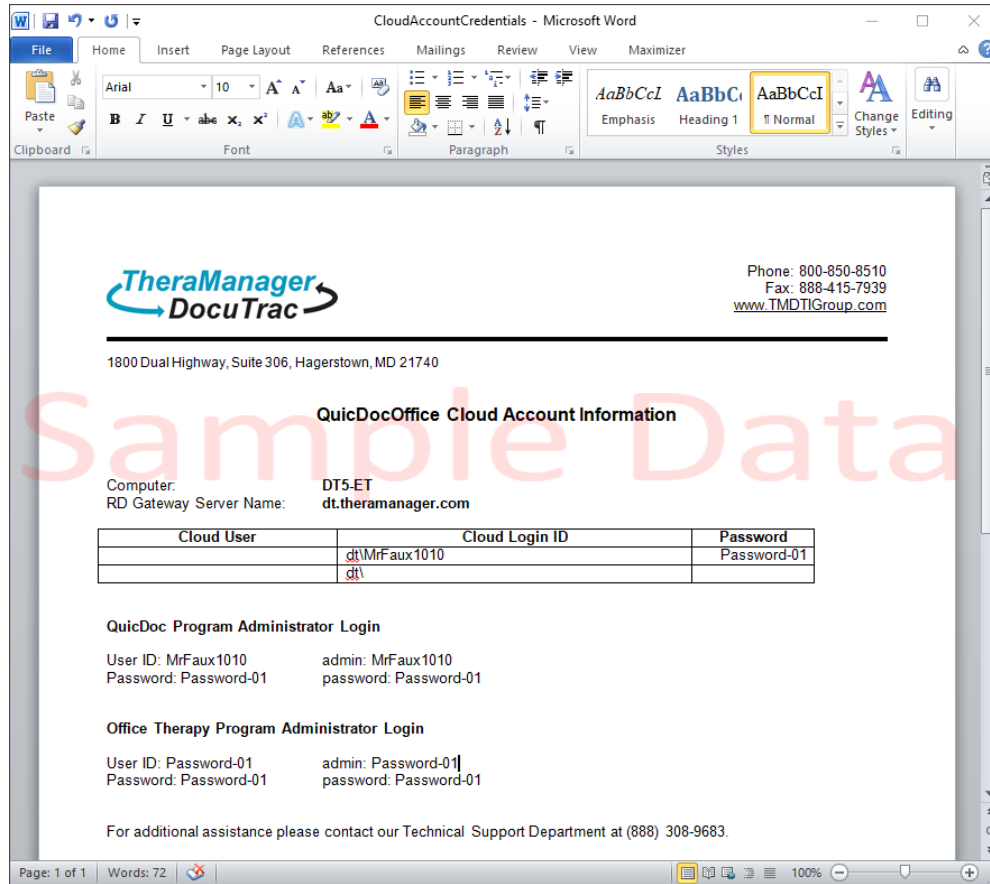 CloudAccountCredentials - Microsoft Word
File Home Insert Page Layout References Mailings Review View Maximizer
Paste
Arial 10 A A Aa
B I U abc x₂ x² A ab A
AaBbCcI AaBbC AaBbCcI
Emphasis Heading 1 ¶ Normal
Change Styles
Editing
Clipboard Font Paragraph Styles
TheraManager
DocuTrac
Phone: 800-850-8510
Fax: 888-415-7939
www.TMDTIGroup.com
1800 Dual Highway, Suite 306, Hagerstown, MD 21740
Sample Data
QuicDocOffice Cloud Account Information
Computer: DT5-ET
RD Gateway Server Name: dt.theramanager.com
Cloud User Cloud Login ID Password
dt\MrFaux1010 Password-01
dt\
QuicDoc Program Administrator Login
User ID: MrFaux1010 admin: MrFaux1010
Password: Password-01 password: Password-01
Office Therapy Program Administrator Login
User ID: Password-01 admin: Password-01
Password: Password-01 password: Password-01
For additional assistance please contact our Technical Support Department at (888) 308-9683.
Page: 1 of 1 Words: 72 100%